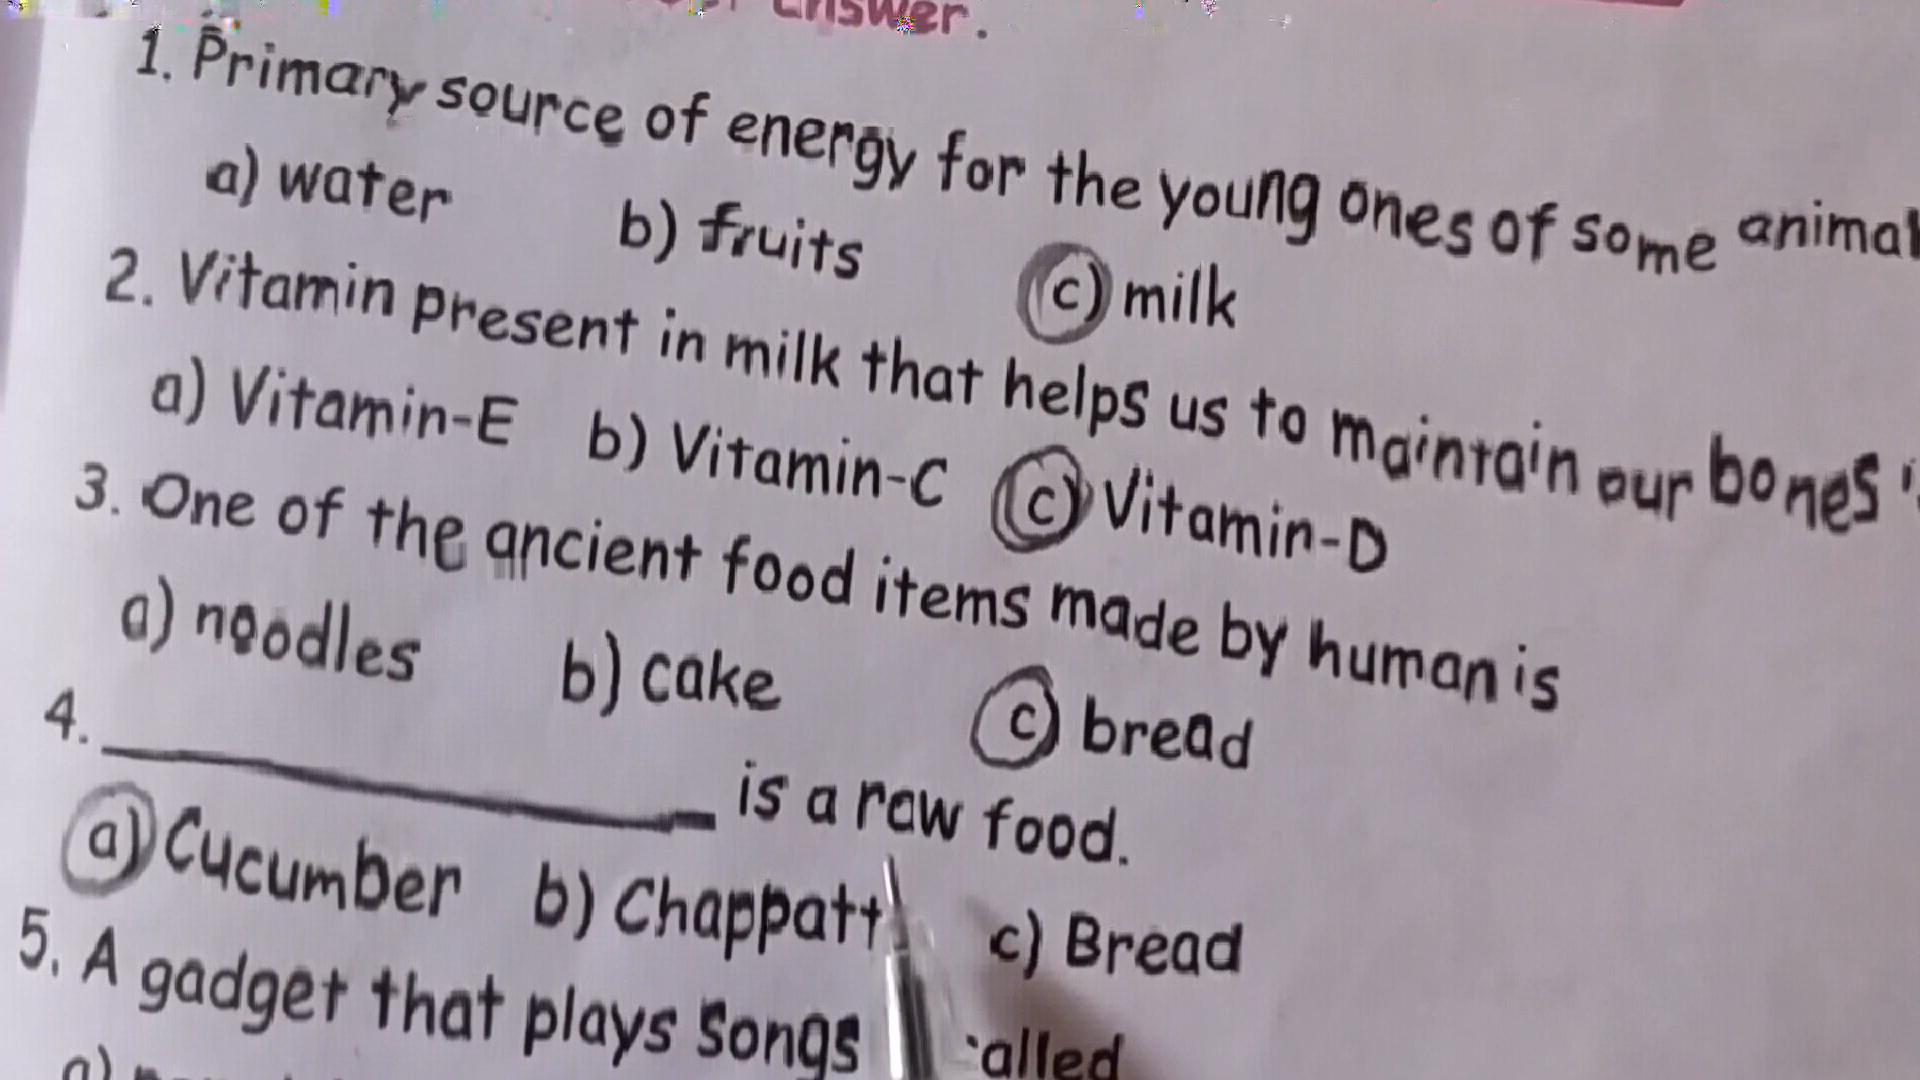 answer.
1. Primary source of energy for the young ones of some animal
a) water b) fruits c) milk
2. Vitamin present in milk that helps us to maintain our bones
a) Vitamin-E b) Vitamin-C c) Vitamin-D
3. One of the ancient food items made by human is
a) noodles b) cake c) bread
4. ____________ is a raw food.
a) Cucumber b) Chappatt c) Bread
5. A gadget that plays songs called
a)